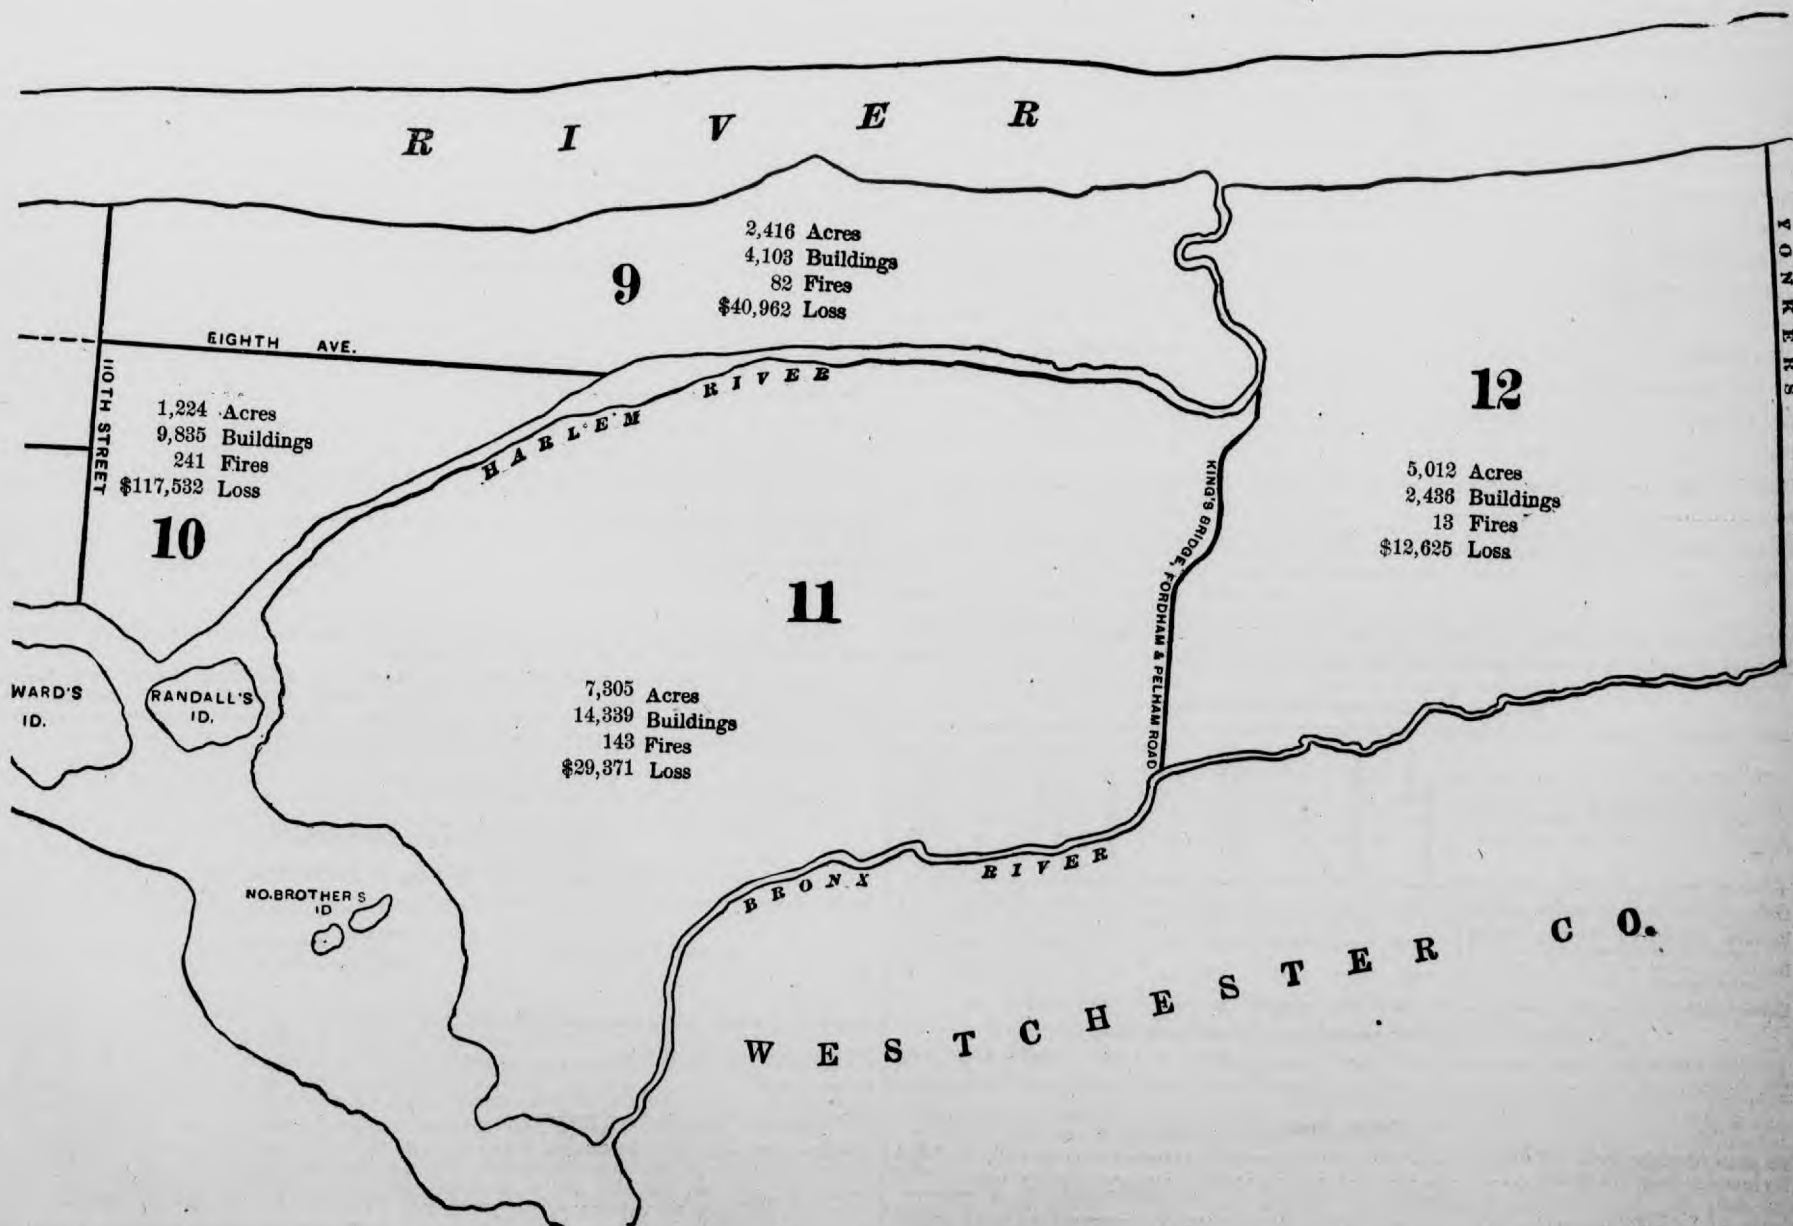 RIVER
9
2,416 Acres
4,103 Buildings
82 Fires
$40,962 Loss
EIGHTH AVE.
110TH STREET
1,224 Acres
9,835 Buildings
241 Fires
$117,532 Loss
10
HARLEM RIVER
12
5,012 Acres
2,436 Buildings
13 Fires
$12,625 Loss
YONKERS
KING'S BRIDGE, FORDHAM & PELHAM ROAD
11
7,305 Acres
14,339 Buildings
143 Fires
$29,371 Loss
WARD'S
ID.
RANDALL'S
ID.
NO. BROTHERS
ID
BRONX RIVER
WESTCHESTER CO.